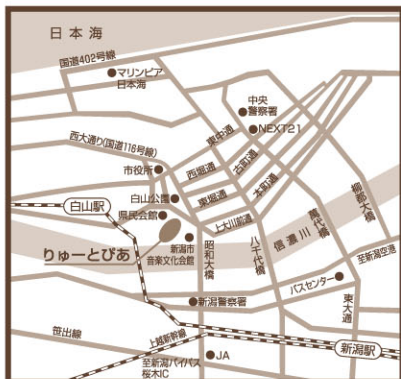 日本海
国道402号線
マリンピア
日本海
中央
警察署
NEXT21
西大通り(国道116号線)
東中通
市役所
西堀通
古町通
本町通
東堀通
白山公園
白山駅
県民会館
上大川前通
りゅーとぴあ
新潟市
音楽文化会館
昭和大橋
八千代橋
信濃川
萬代橋
柳都大橋
至新潟空港
バスセンター
東大通
新潟警察署
上越新幹線
笹出線
新潟駅
JA
至新潟バイパス
桜木IC